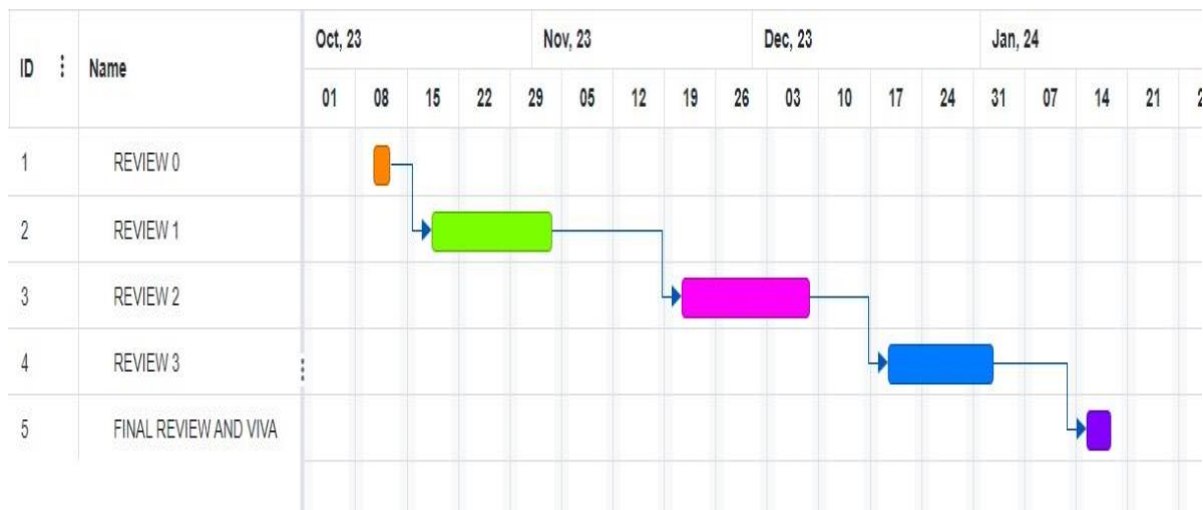 Oct, 23 Nov, 23 Dec, 23 Jan, 24
ID Name
01 08 15 22 29 05 12 19 26 03 10 17 24 31 07 14 21
1 REVIEW 0
2 REVIEW 1
3 REVIEW 2
4 REVIEW 3
5 FINAL REVIEW AND VIVA